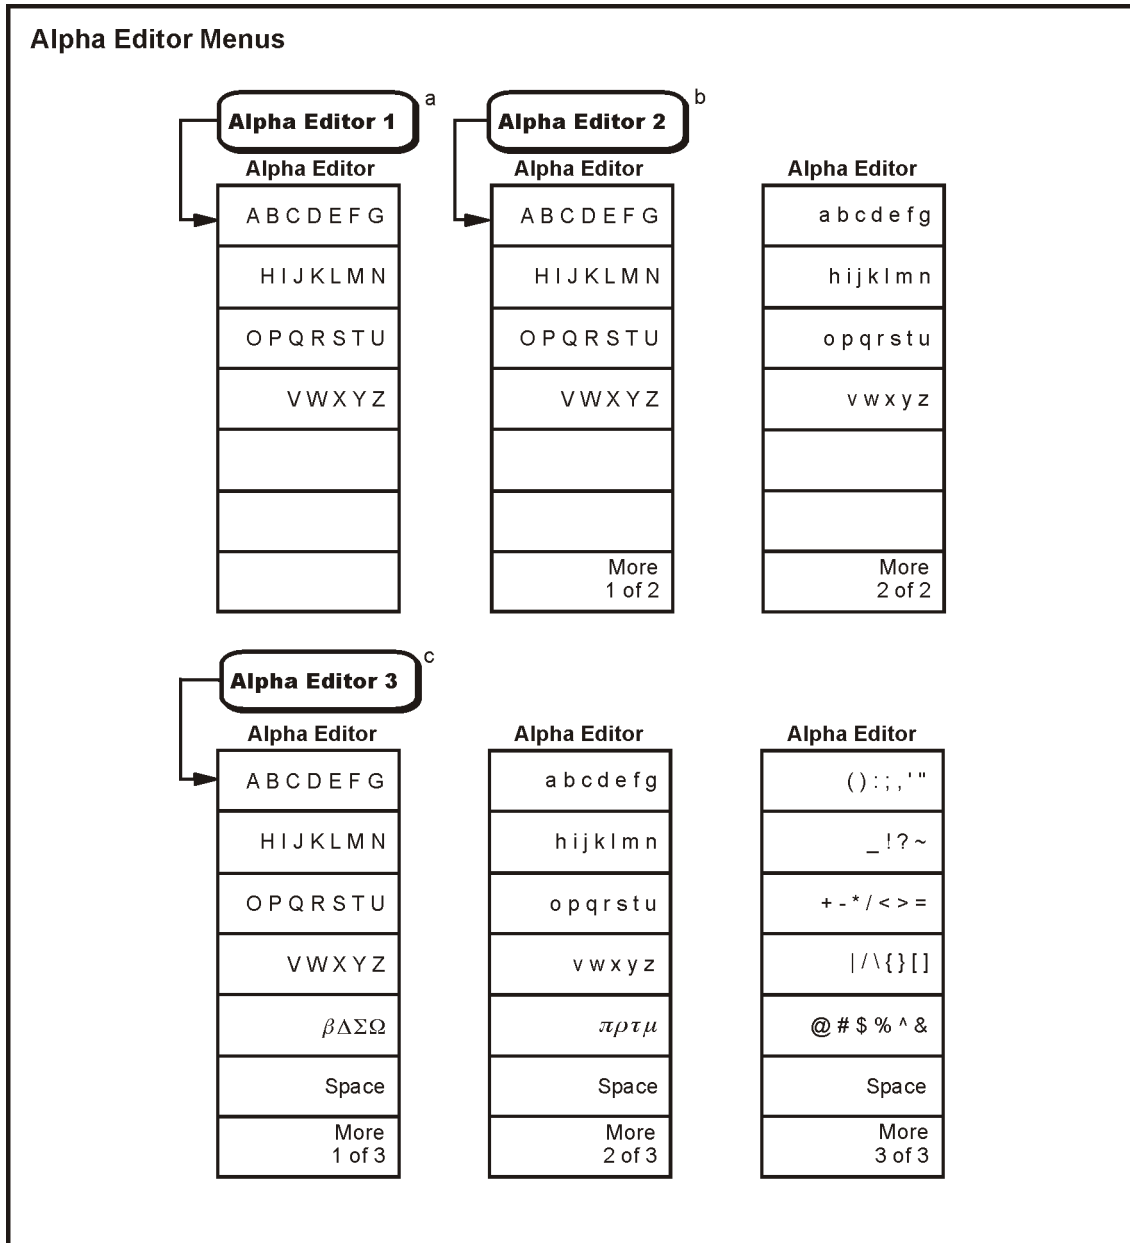 Alpha Editor Menus
Alpha Editor 1 a
Alpha Editor
A B C D E F G
H I J K L M N
O P Q R S T U
V W X Y Z
Alpha Editor 2 b
Alpha Editor
A B C D E F G
H I J K L M N
O P Q R S T U
V W X Y Z
More
1 of 2
Alpha Editor
a b c d e f g
h i j k l m n
o p q r s t u
v w x y z
More
2 of 2
Alpha Editor 3 c
Alpha Editor
A B C D E F G
H I J K L M N
O P Q R S T U
V W X Y Z
βΔΣΩ
Space
More
1 of 3
Alpha Editor
a b c d e f g
h i j k l m n
o p q r s t u
v w x y z
πρτμ
Space
More
2 of 3
Alpha Editor
( ) : ; , ' "
_ ! ? ~
+ - * / < > =
| / \ { } [ ]
@ # $ % ^ &
Space
More
3 of 3